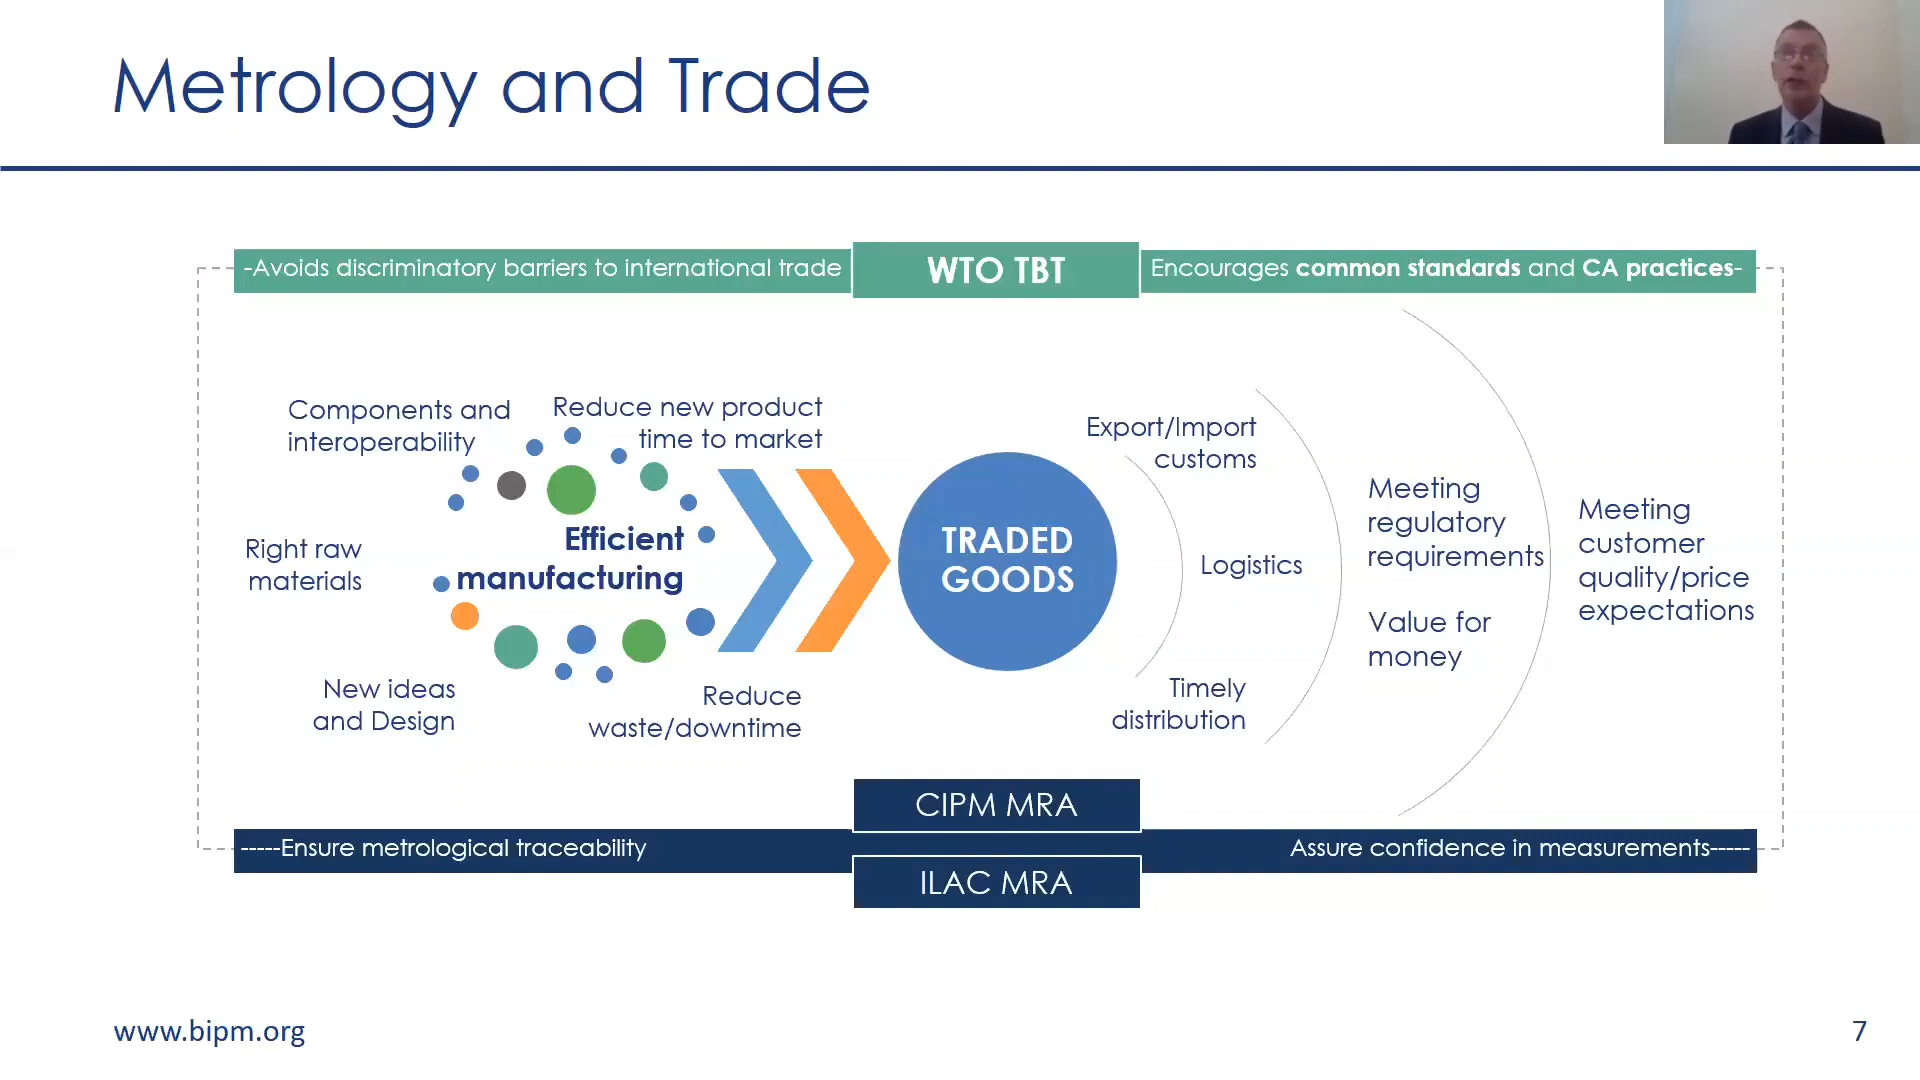 Metrology and Trade
-Avoids discriminatory barriers to international trade
WTO TBT
Encourages common standards and CA practices-
Components and
interoperability
Reduce new product
time to market
Right raw
materials
Efficient
manufacturing
New ideas
and Design
Reduce
waste/downtime
TRADED
GOODS
Export/Import
customs
Logistics
Timely
distribution
Meeting
regulatory
requirements
Value for
money
Meeting
customer
quality/price
expectations
CIPM MRA
-----Ensure metrological traceability
Assure confidence in measurements-----
ILAC MRA
www.bipm.org
7